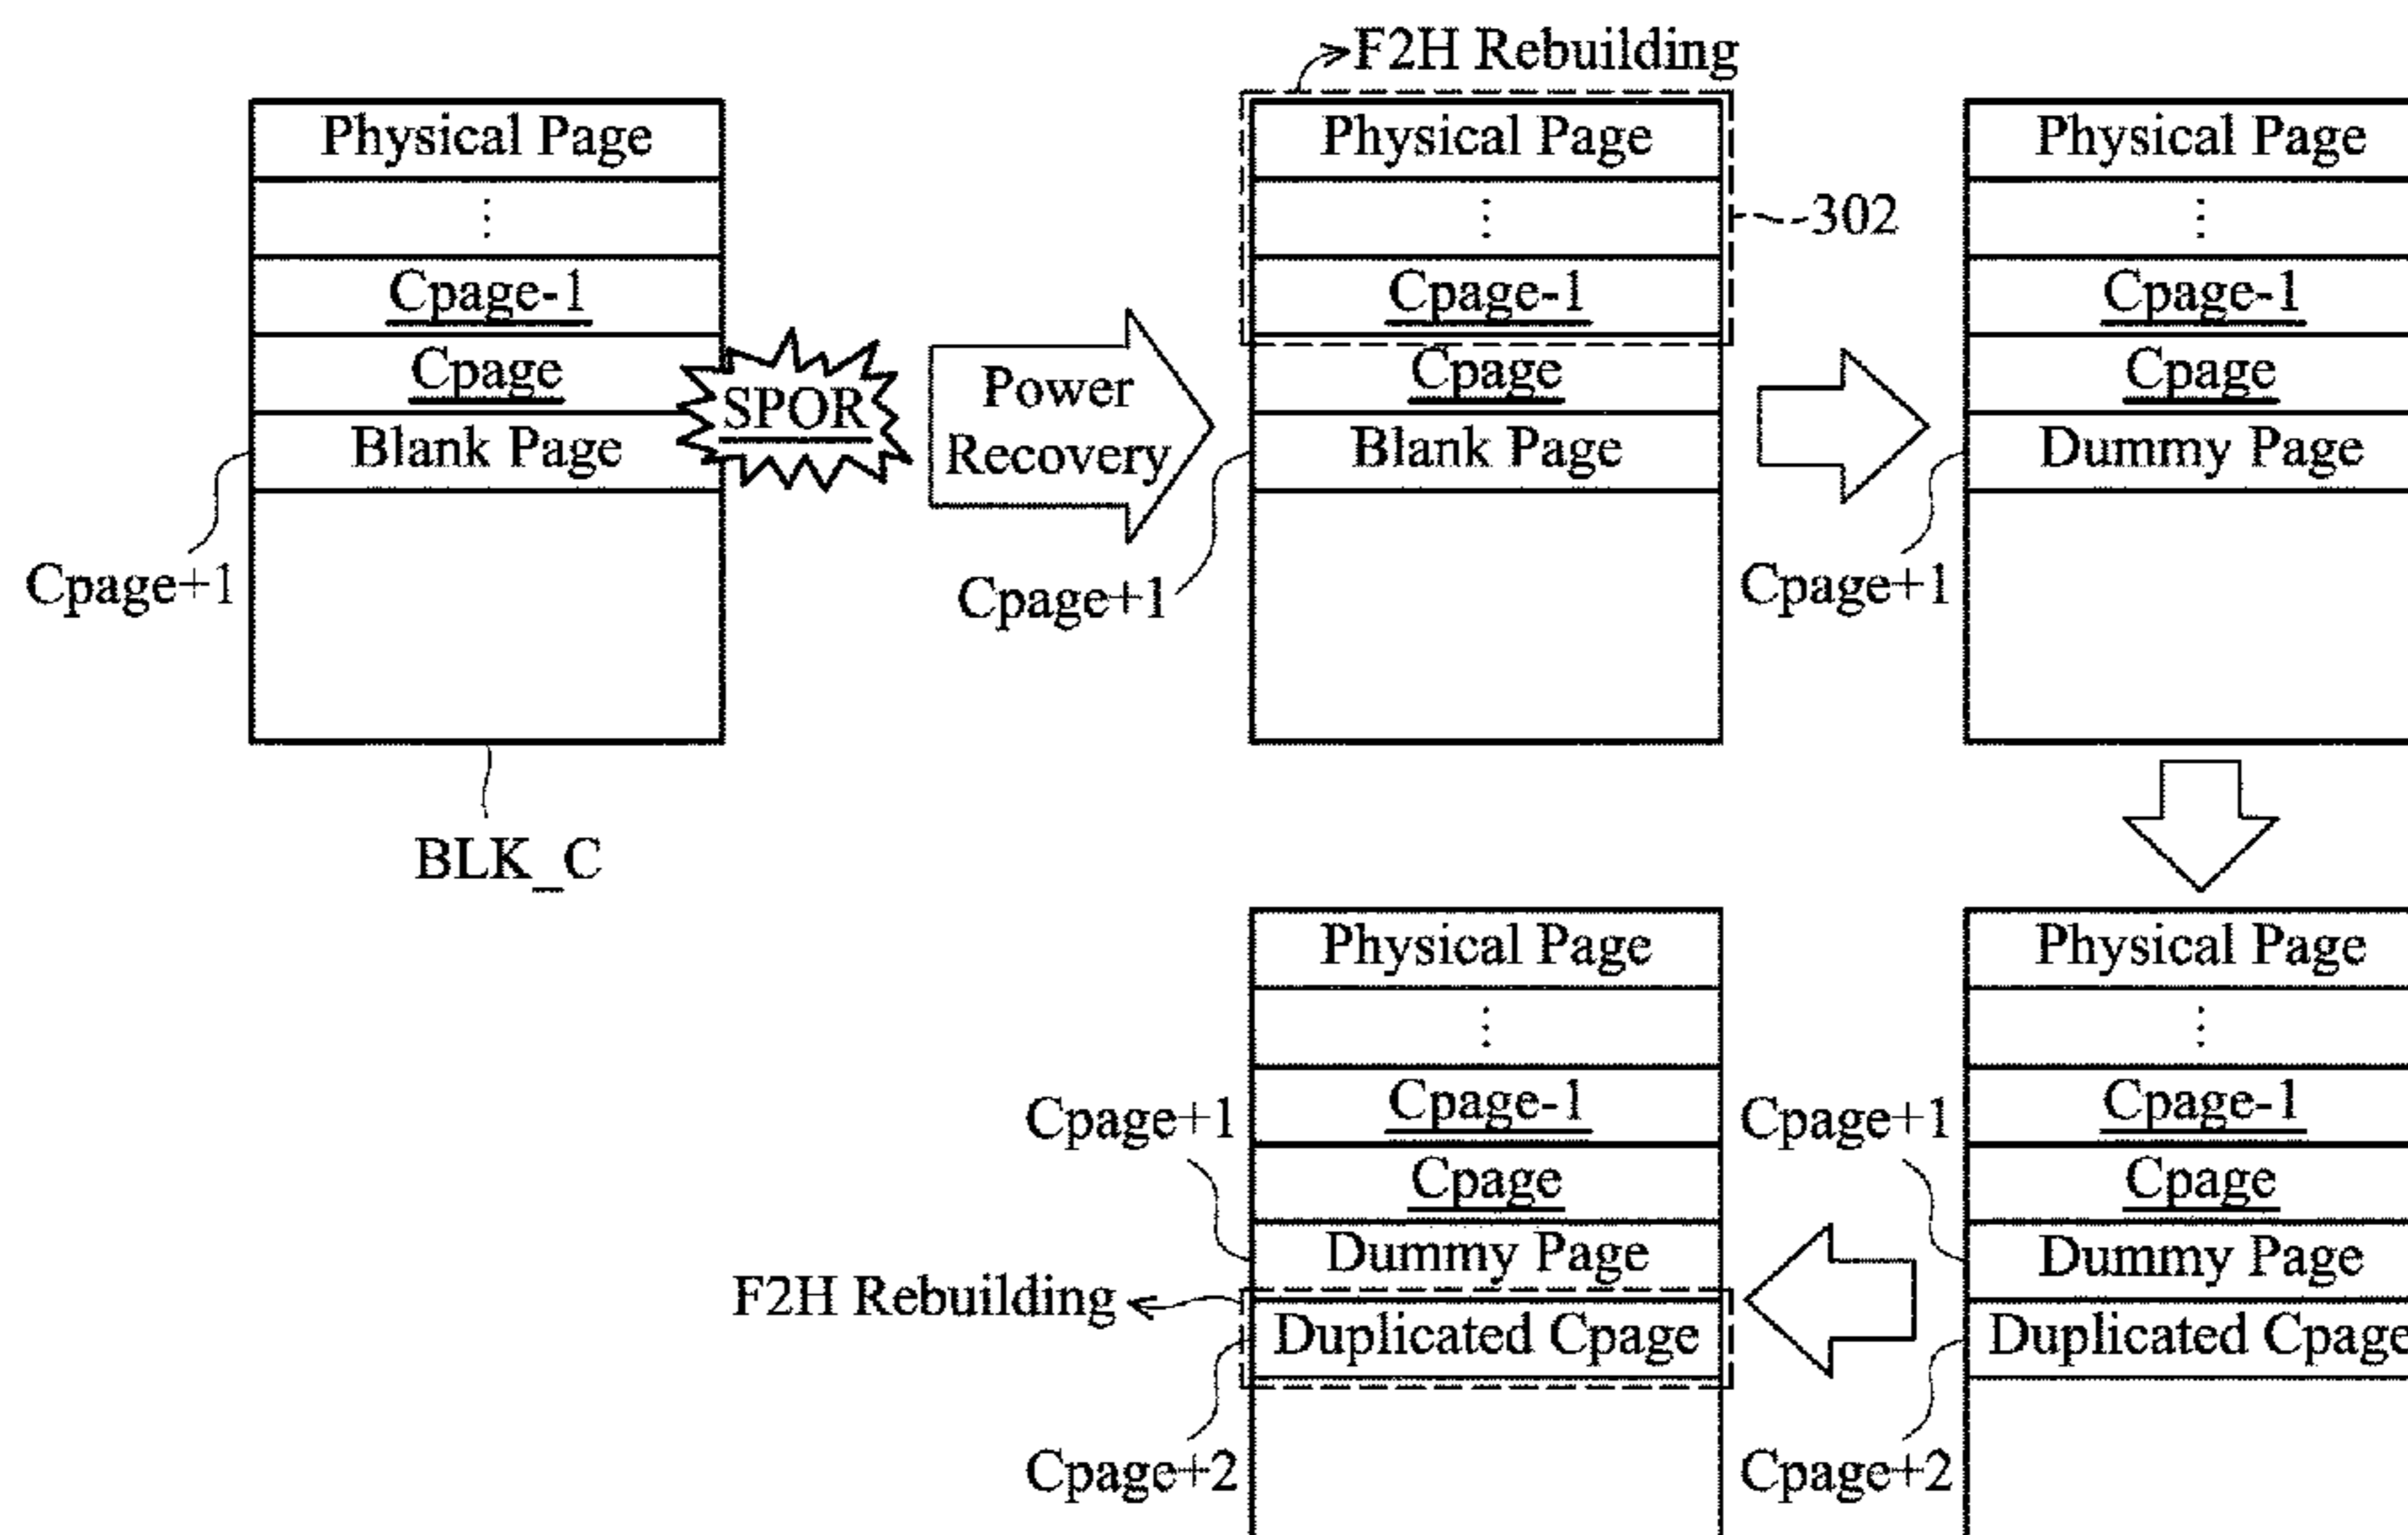 F2H Rebuilding
Physical Page
⋮
Cpage-1
Cpage
Blank Page
Cpage+1
BLK_C
SPOR
Power
Recovery
Physical Page
⋮
Cpage-1
Cpage
Blank Page
302
Cpage+1
Physical Page
⋮
Cpage-1
Cpage
Dummy Page
Cpage+1
Physical Page
⋮
Cpage-1
Cpage
Dummy Page
Duplicated Cpage
Cpage+1
Cpage+2
Physical Page
⋮
Cpage-1
Cpage
Dummy Page
Duplicated Cpage
Cpage+1
F2H Rebuilding
Cpage+2